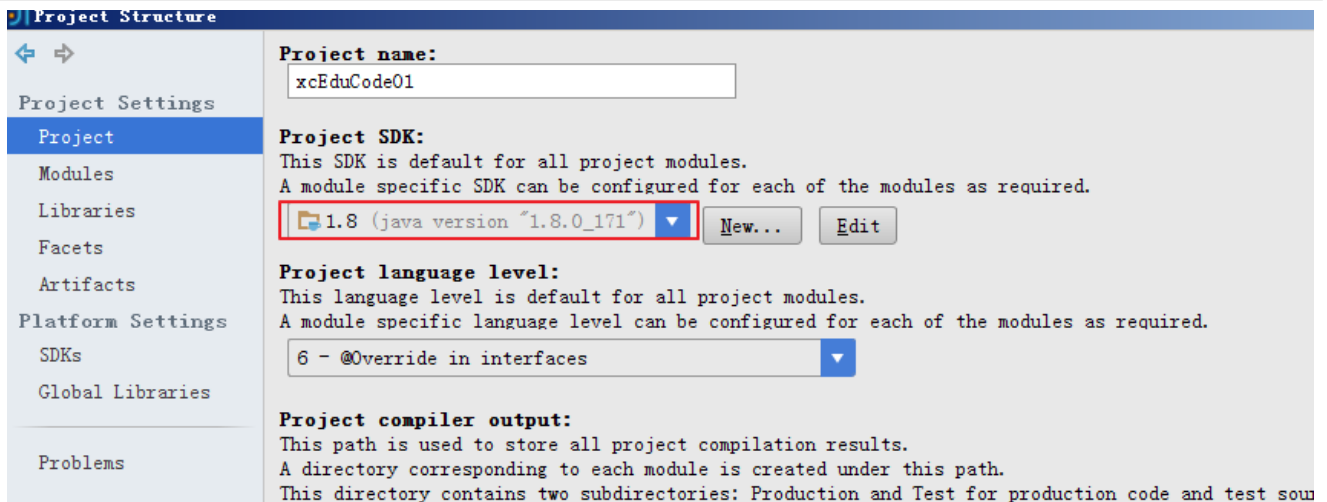 Project Structure
Project Settings
Project
Modules
Libraries
Facets
Artifacts
Platform Settings
SDKs
Global Libraries
Problems
Project name:
xcEduCode01
Project SDK:
This SDK is default for all project modules.
A module specific SDK can be configured for each of the modules as required.
1.8 (java version "1.8.0_171") New... Edit
Project language level:
This language level is default for all project modules.
A module specific language level can be configured for each of the modules as required.
6 - @Override in interfaces
Project compiler output:
This path is used to store all project compilation results.
A directory corresponding to each module is created under this path.
This directory contains two subdirectories: Production and Test for production code and test sou